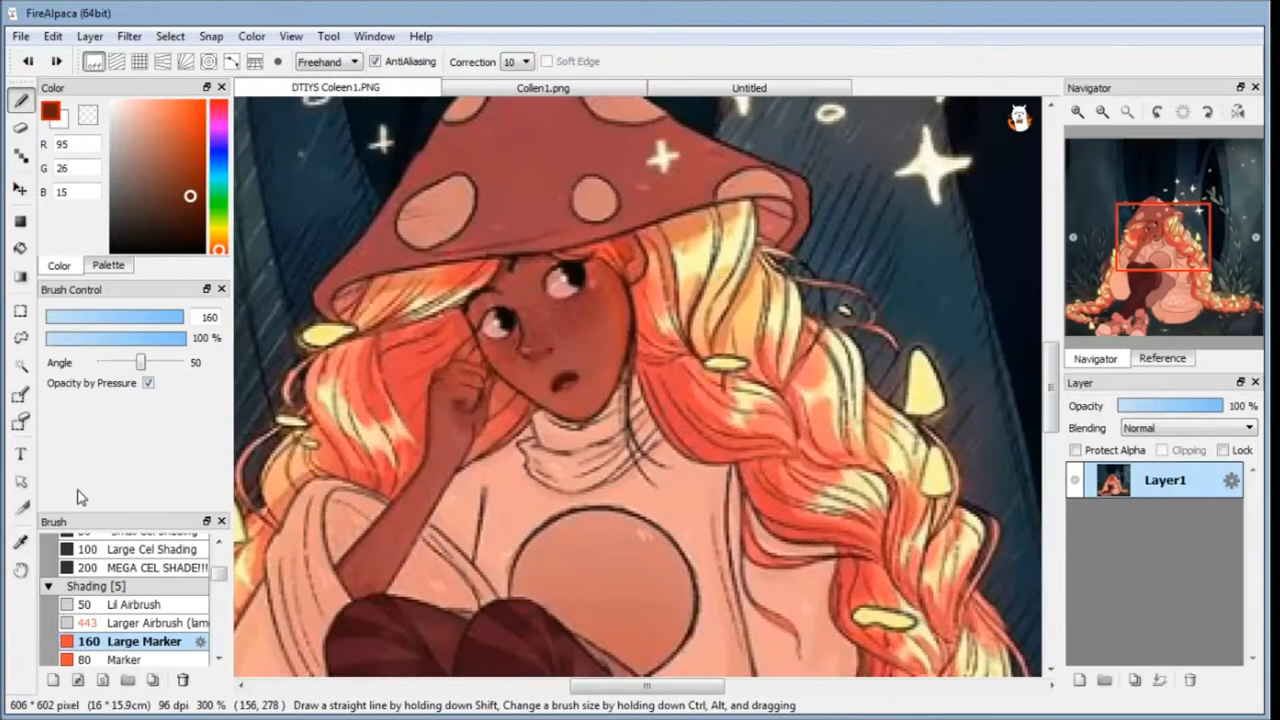 FireAlpaca (64bit)
File Edit Layer Filter Select Snap Color View Tool Window Help
off Freehand AntiAliasing Correction 10 Soft Edge
Color
DTIYS Coleen1.PNG Collen1.png Untitled
Navigator
R 95
G 26
B 15
Color Palette
Brush Control
160
100 %
Angle 50
Opacity by Pressure
Brush
100 Large Cel Shading
200 MEGA CEL SHADE!!!
Shading [5]
50 Lil Airbrush
443 Larger Airbrush (lam
160 Large Marker
80 Marker
Navigator Reference
Layer
Opacity 100 %
Blending Normal
Protect Alpha Clipping Lock
Layer1
606 * 602 pixel (16 * 15.9cm) 96 dpi 300 % (156, 278) Draw a straight line by holding down Shift, Change a brush size by holding down Ctrl, Alt, and dragging